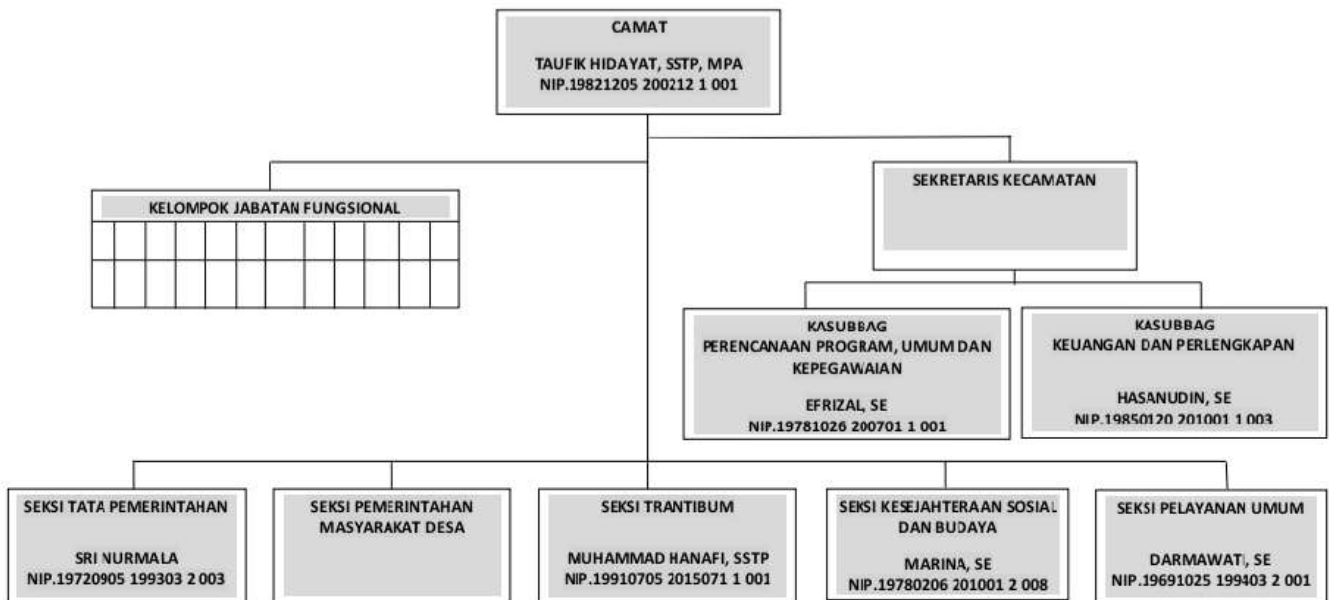 CAMAT
TAUFIK HIDAYAT, SSTP, MPA
NIP.19821205 200212 1 001
KELOMPOK JABATAN FUNGSIONAL
SEKRETARIS KECAMATAN
KASUBBAG
PERENCANAAN PROGRAM, UMUM DAN
KEPEGAWAIAN
EFRIZAL, SE
NIP.19781026 200701 1 001
KASUBBAG
KEUANGAN DAN PERLENGKAPAN
HASANUDIN, SE
NIP.19850120 201001 1 003
SEKSI TATA PEMERINTAHAN
SRI NURMALA
NIP.19720905 199303 2 003
SEKSI PEMERINTAHAN
MASYARAKAT DESA
SEKSI TRANTIBUM
MUHAMMAD HANAFI, SSTP
NIP.19910705 2015071 1 001
SEKSI KESEJAHTERAAN SOSIAL
DAN BUDAYA
MARINA, SE
NIP.19780206 201001 2 008
SEKSI PELAYANAN UMUM
DARMAWATI, SE
NIP.19691025 199403 2 001